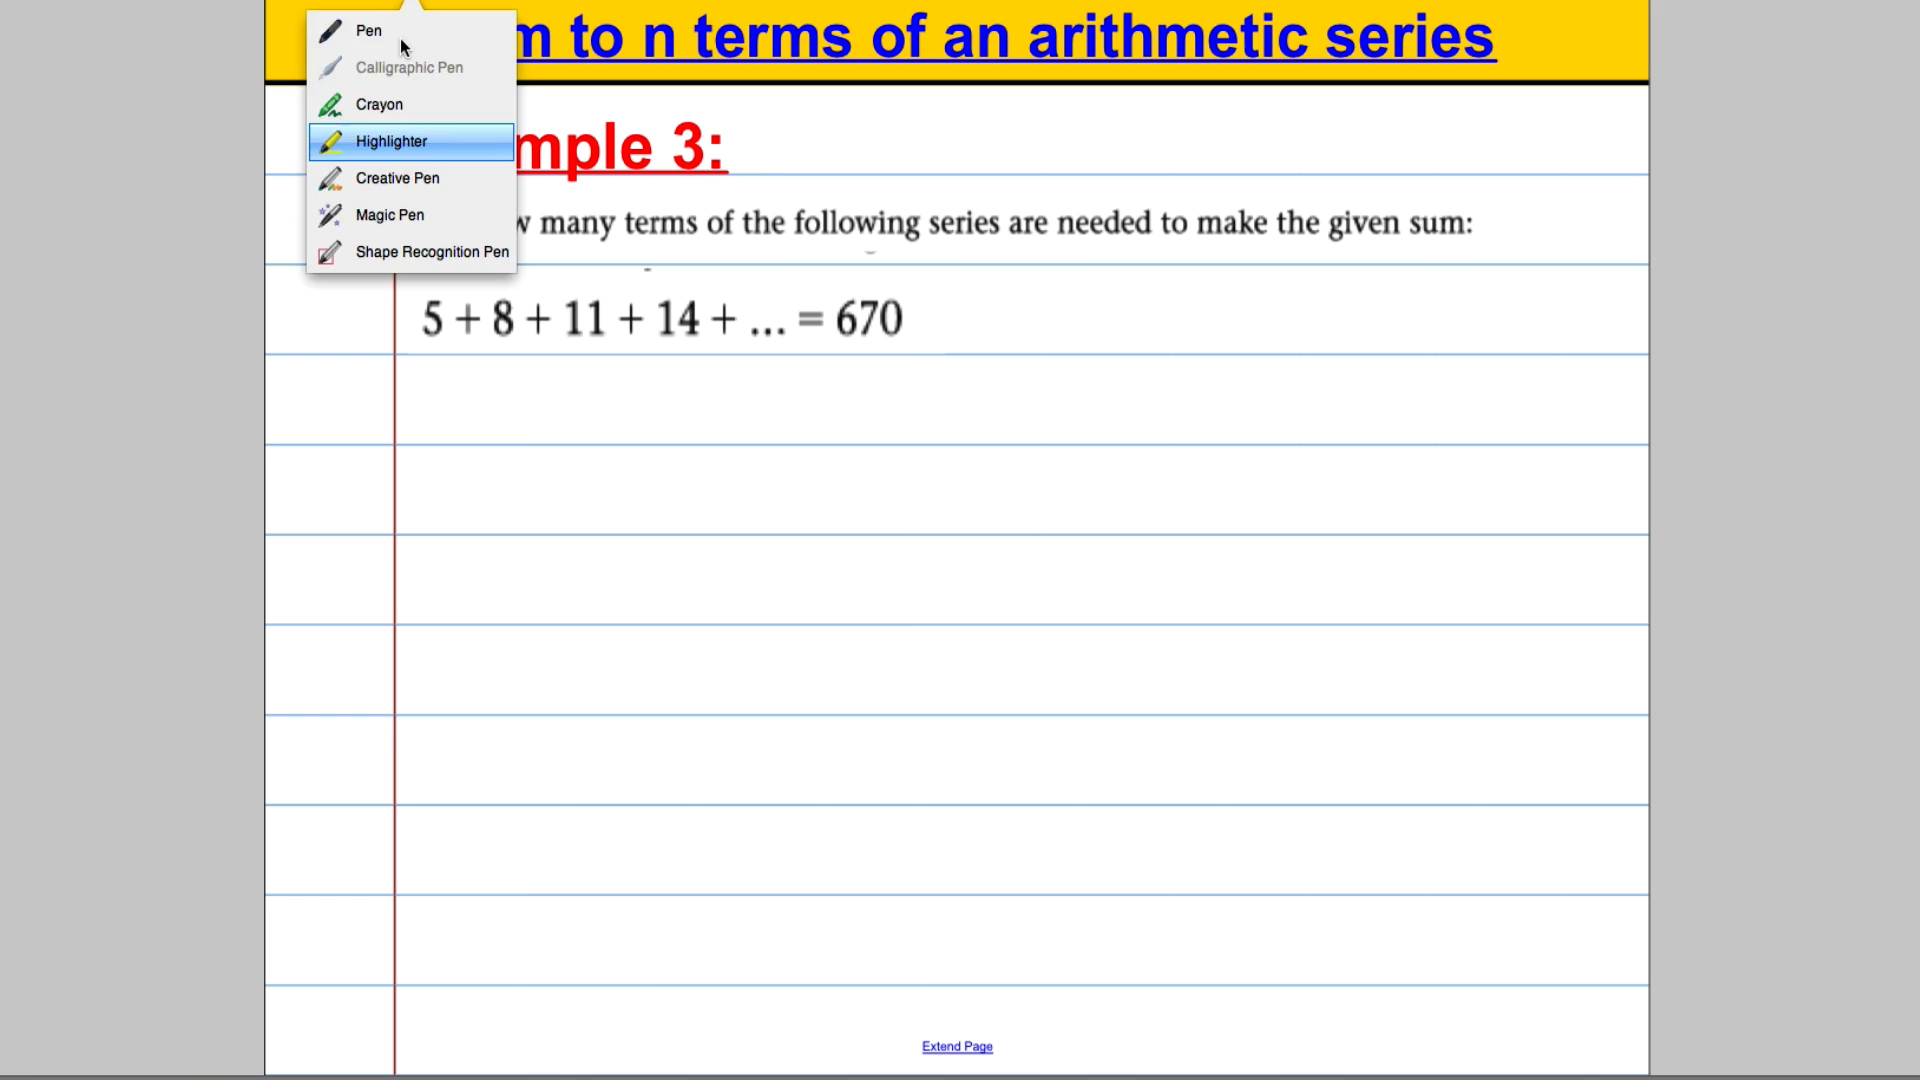 Pen
Calligraphic Pen
Crayon
Highlighter
Creative Pen
Magic Pen
Shape Recognition Pen
to n terms of an arithmetic series
3:
many terms of the following series are needed to make the given sum:
5 + 8 + 11 + 14 + ... = 670
Extend Page